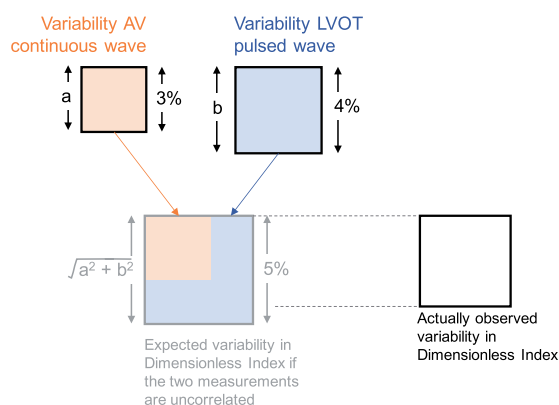 Variability AV
continuous wave
Variability LVOT
pulsed wave
a
3%
b
4%
√a² + b²
5%
Expected variability in
Dimensionless Index if
the two measurements
are uncorrelated
Actually observed
variability in
Dimensionless Index